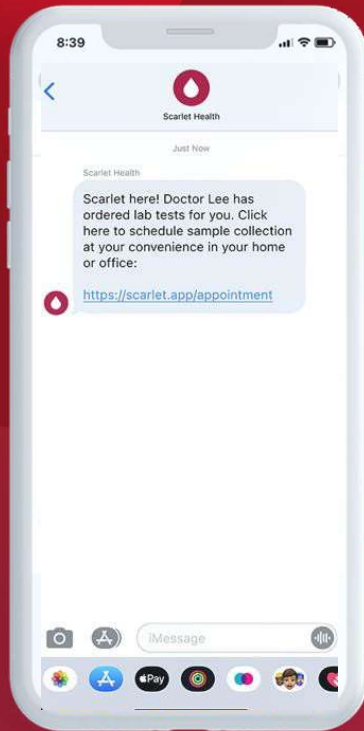 8:39
Scarlet Health
Just Now
Scarlet Health
Scarlet here! Doctor Lee has
ordered lab tests for you. Click
here to schedule sample collection
at your convenience in your home
or office:
https://scarlet.app/appointment
iMessage
Pay